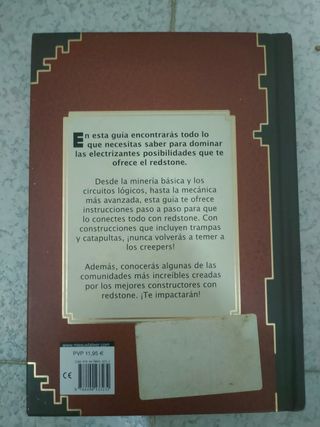 En esta guía encontrarás todo lo
que necesitas saber para dominar
las electrizantes posibilidades que te
ofrece el redstone.
Desde la minería básica y los
circuitos lógicos, hasta la mecánica
más avanzada, esta guía te ofrece
instrucciones paso a paso para que
lo conectes todo con redstone. Con
construcciones que incluyen trampas
y catapultas, ¡nunca volverás a temer a
los creepers!
Además, conocerás algunas de las
comunidades más increíbles creadas
por los mejores constructores con
redstone. ¡Te impactarán!
PVP 11,95 €
CE